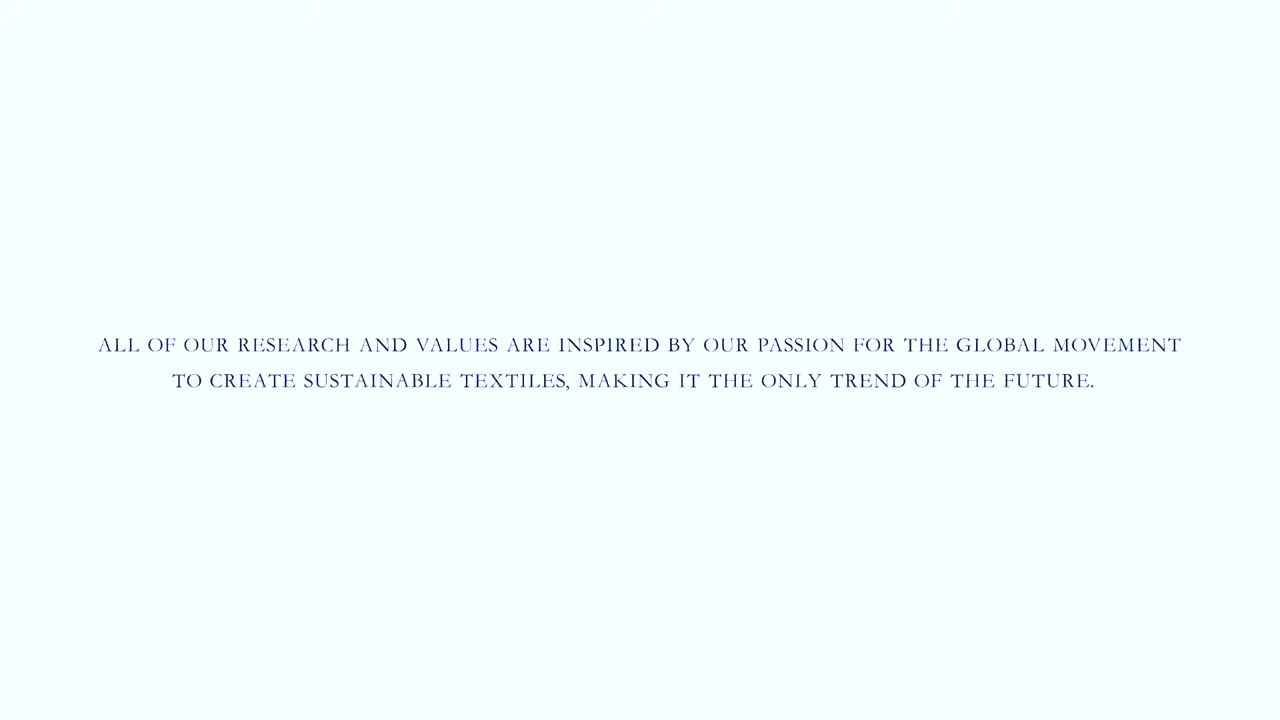 ALL OF OUR RESEARCH AND VALUES ARE INSPIRED BY OUR PASSION FOR THE GLOBAL MOVEMENT
TO CREATE SUSTAINABLE TEXTILES, MAKING IT THE ONLY TREND OF THE FUTURE.